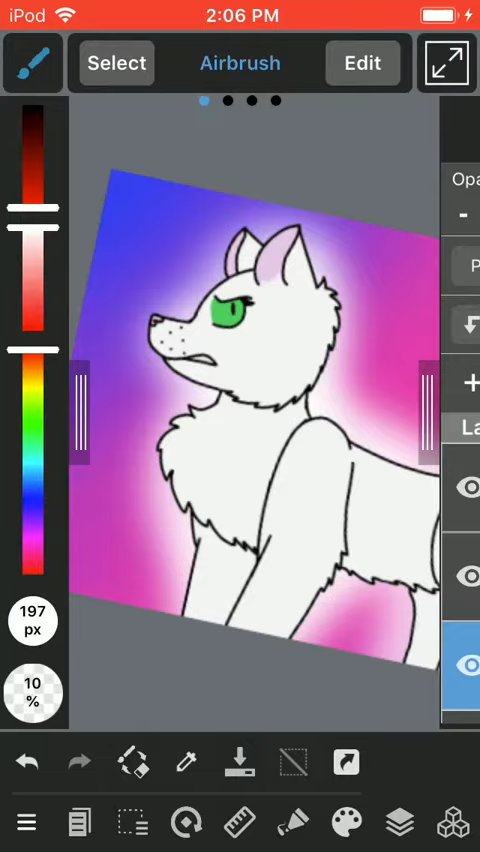 iPod 2:06 PM
Select Airbrush Edit
Opa
-
P
+
La
197
px
10
%